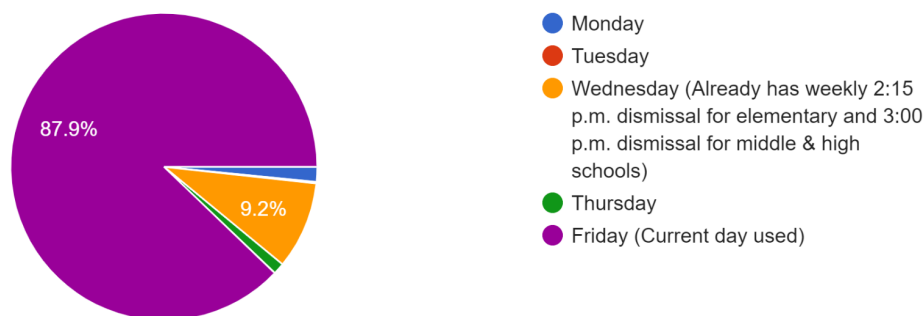 87.9%
9.2%
Monday
Tuesday
Wednesday (Already has weekly 2:15
p.m. dismissal for elementary and 3:00
p.m. dismissal for middle & high
schools)
Thursday
Friday (Current day used)